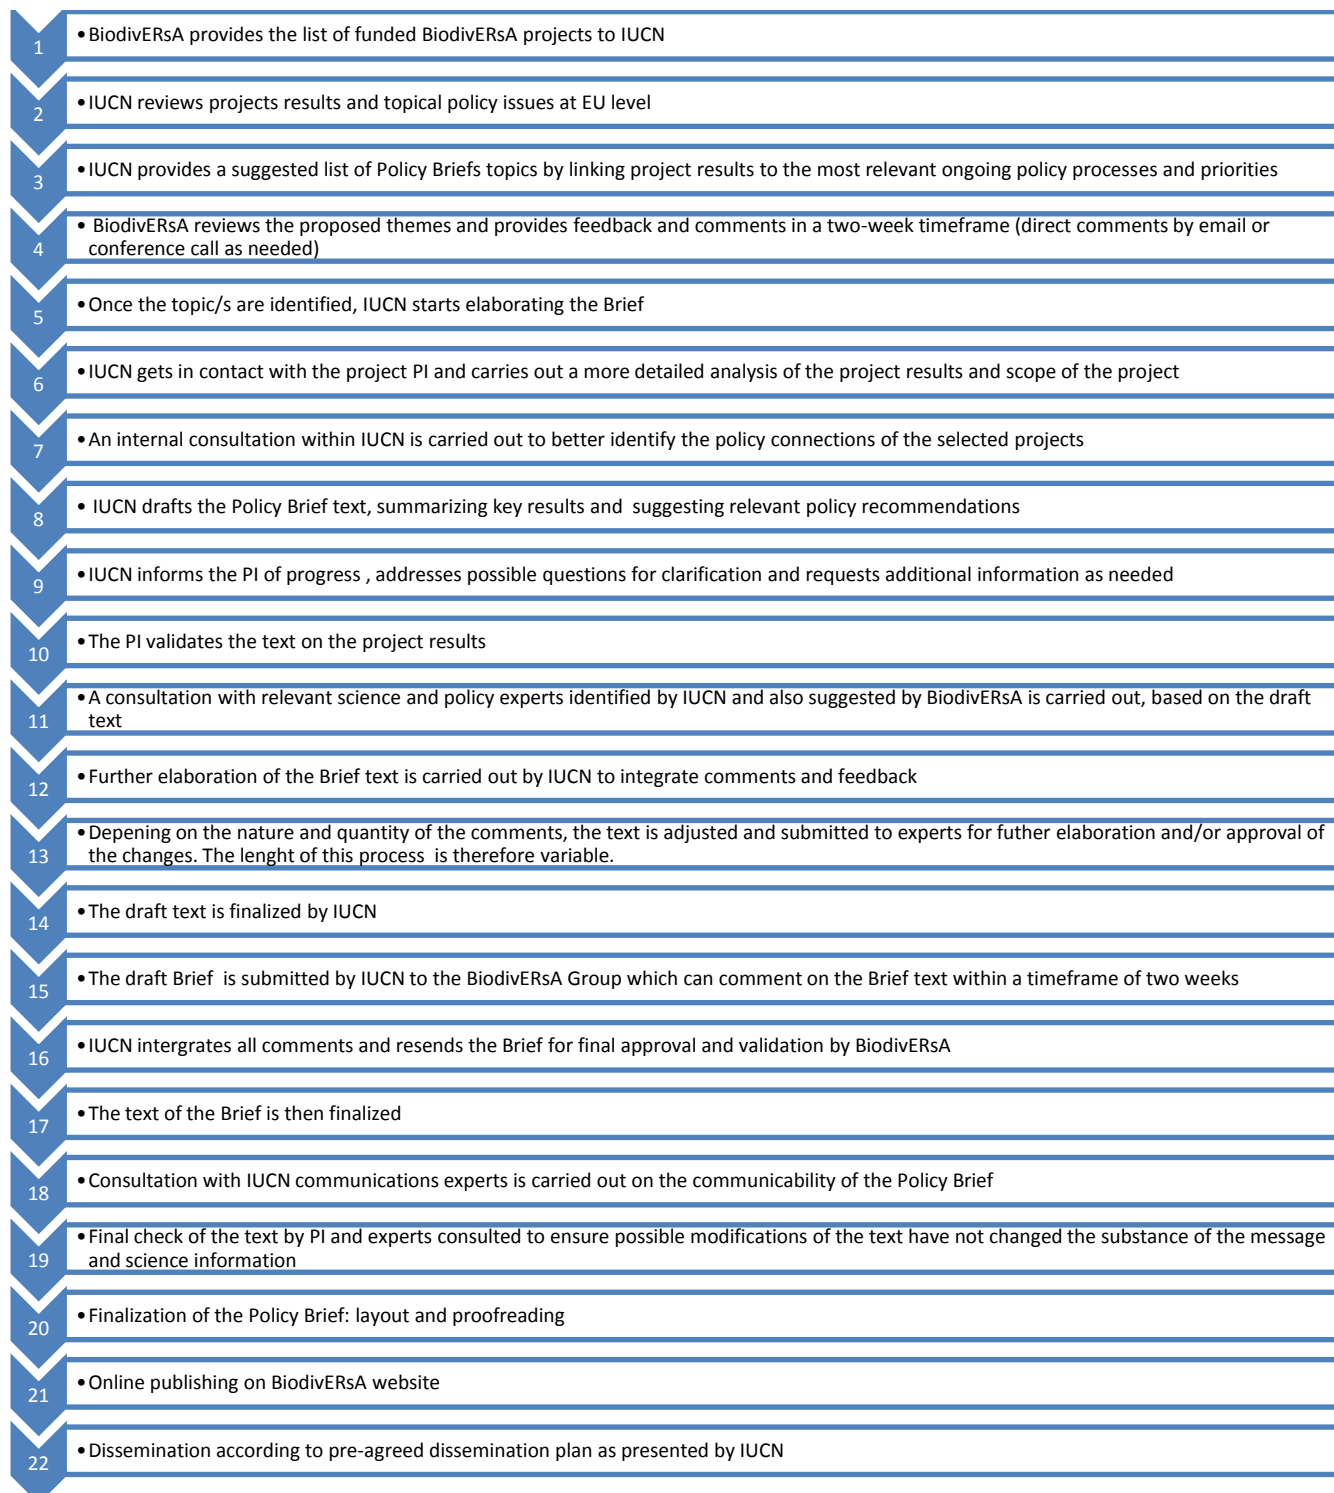 1
•BiodivERsA provides the list of funded BiodivERsA projects to IUCN
2
•IUCN reviews projects results and topical policy issues at EU level
3
•IUCN provides a suggested list of Policy Briefs topics by linking project results to the most relevant ongoing policy processes and priorities
4
• BiodivERsA reviews the proposed themes and provides feedback and comments in a two-week timeframe (direct comments by email or
conference call as needed)
5
•Once the topic/s are identified, IUCN starts elaborating the Brief
6
•IUCN gets in contact with the project PI and carries out a more detailed analysis of the project results and scope of the project
7
•An internal consultation within IUCN is carried out to better identify the policy connections of the selected projects
8
• IUCN drafts the Policy Brief text, summarizing key results and suggesting relevant policy recommendations
9
•IUCN informs the PI of progress , addresses possible questions for clarification and requests additional information as needed
10
•The PI validates the text on the project results
11
•A consultation with relevant science and policy experts identified by IUCN and also suggested by BiodivERsA is carried out, based on the draft
text
12
•Further elaboration of the Brief text is carried out by IUCN to integrate comments and feedback
13
•Depening on the nature and quantity of the comments, the text is adjusted and submitted to experts for futher elaboration and/or approval of
the changes. The lenght of this process is therefore variable.
14
•The draft text is finalized by IUCN
15
•The draft Brief is submitted by IUCN to the BiodivERsA Group which can comment on the Brief text within a timeframe of two weeks
16
•IUCN intergrates all comments and resends the Brief for final approval and validation by BiodivERsA
17
•The text of the Brief is then finalized
18
•Consultation with IUCN communications experts is carried out on the communicability of the Policy Brief
19
•Final check of the text by PI and experts consulted to ensure possible modifications of the text have not changed the substance of the message
and science information
20
•Finalization of the Policy Brief: layout and proofreading
21
•Online publishing on BiodivERsA website
22
•Dissemination according to pre-agreed dissemination plan as presented by IUCN